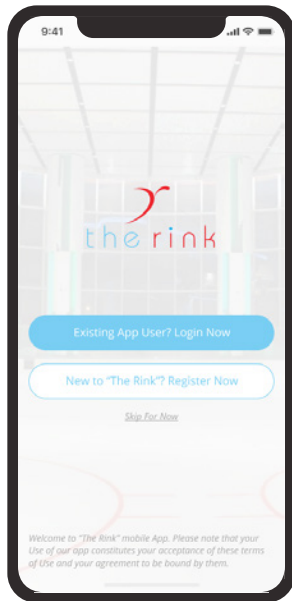 9:41
the rink
Existing App User? Login Now
New to "The Rink"? Register Now
Skip For Now
Welcome to "The Rink" mobile App. Please note that your
Use of our app constitutes your acceptance of these terms
of Use and your agreement to be bound by them.